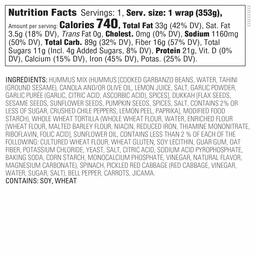 Nutrition Facts Servings: 1, Serv. size: 1 wrap (353g),
Amount per serving: Calories 740, Total Fat 33g (42% DV), Sat. Fat
3.5g (18% DV), Trans Fat 0g, Cholest. 0mg (0% DV), Sodium 1160mg
(50% DV), Total Carb. 89g (32% DV), Fiber 16g (57% DV), Total
Sugars 11g (Incl. 4g Added Sugars, 8% DV), Protein 21g, Vit. D (0%
DV), Calcium (15% DV), Iron (45% DV), Potas. (25% DV).
INGREDIENTS: HUMMUS MIX (HUMMUS [COOKED GARBANZO BEANS, WATER, TAHINI
(GROUND SESAME), CANOLA AND/OR OLIVE OIL, LEMON JUICE, SALT, GARLIC POWDER,
GARLIC PUREE (GARLIC, CITRIC ACID, ASCORBIC ACID), SPICES], DUKKAH [FLAX SEEDS,
SESAME SEEDS, SUNFLOWER SEEDS, PUMPKIN SEEDS, SPICES, SALT, CONTAINS 2% OR
LESS OF SUGAR, CRUSHED CHILE PEPPERS, LEMON PEEL, PAPRIKA], MODIFIED FOOD
STARCH), WHOLE WHEAT TORTILLA (WHOLE WHEAT FLOUR, WATER, ENRICHED FLOUR
[WHEAT FLOUR, MALTED BARLEY FLOUR, NIACIN, REDUCED IRON, THIAMINE MONONITRATE,
RIBOFLAVIN, FOLIC ACID], SUNFLOWER OIL, CONTAINS LESS THAN 2 % OF EACH OF THE
FOLLOWING: CULTURED WHEAT FLOUR, WHEAT GLUTEN, SOY LECITHIN, GUAR GUM, OAT
FIBER, POTASSIUM CHLORIDE, YEAST, SALT, CITRIC ACID, SODIUM ACID PYROPHOSPHATE,
BAKING SODA, CORN STARCH, MONOCALCIUM PHOSPHATE, VINEGAR, NATURAL FLAVOR,
MAGNESIUM CARBONATE), SPINACH, PICKLED RED CABBAGE (RED CABBAGE, VINEGAR,
WATER, SUGAR, SALT), BELL PEPPER, CARROTS, JICAMA.
CONTAINS: SOY, WHEAT